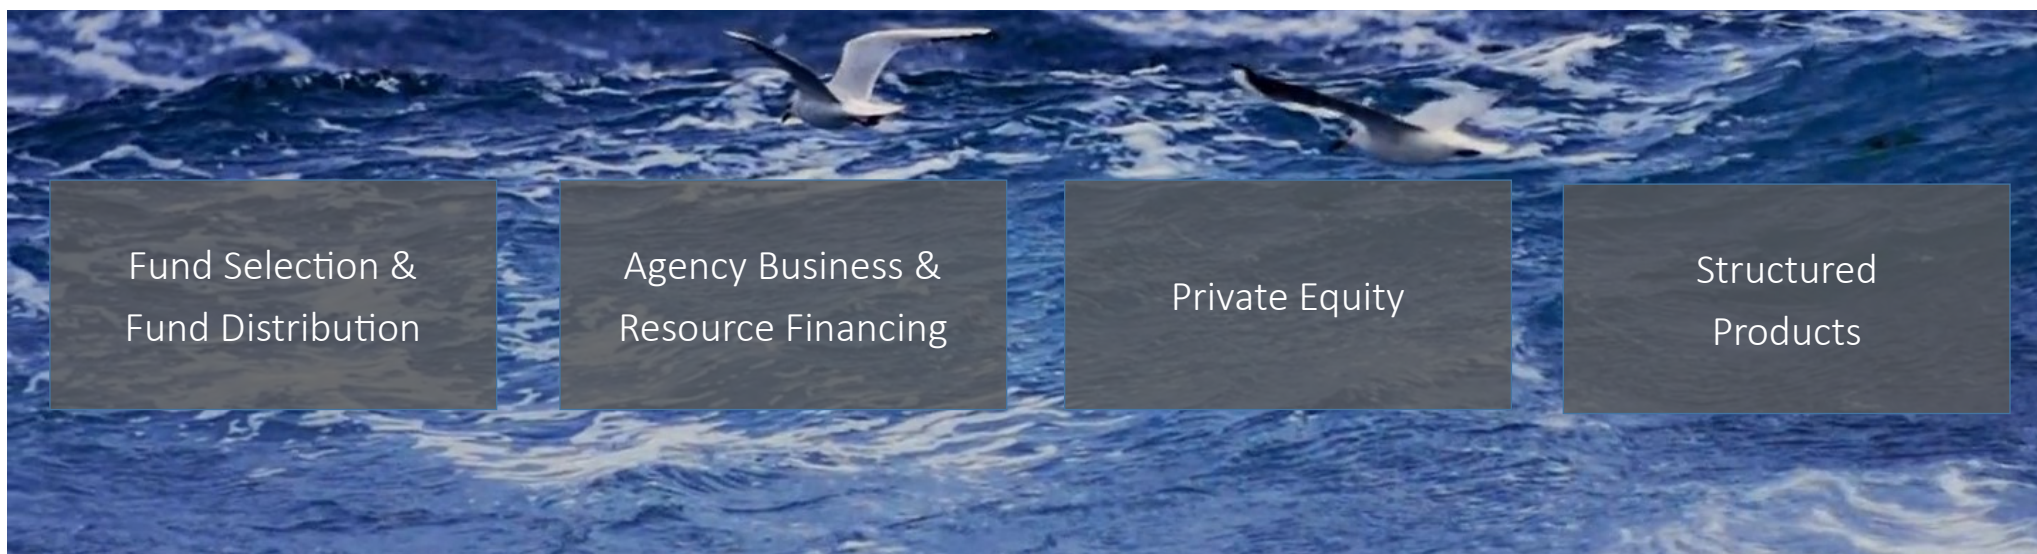 Fund Selection &
Fund Distribution
Agency Business &
Resource Financing
Private Equity
Structured
Products